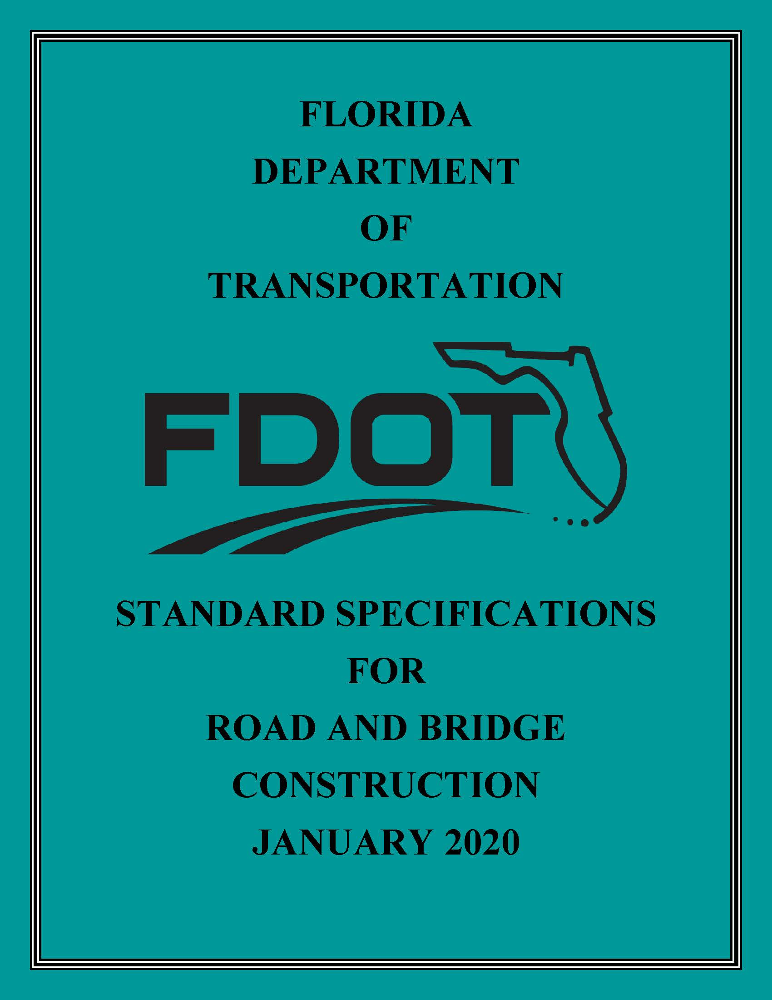 FLORIDA
DEPARTMENT
OF
TRANSPORTATION
FDOT
STANDARD SPECIFICATIONS
FOR
ROAD AND BRIDGE
CONSTRUCTION
JANUARY 2020